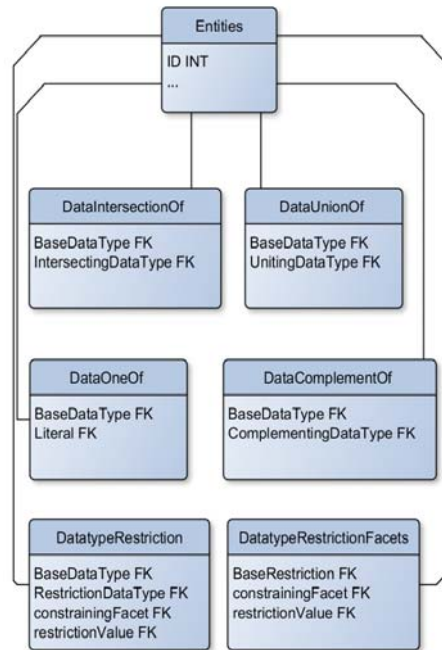 Entities
ID INT
...
DataIntersectionOf
BaseDataType FK
IntersectingDataType FK
DataUnionOf
BaseDataType FK
UnitingDataType FK
DataOneOf
BaseDataType FK
Literal FK
DataComplementOf
BaseDataType FK
ComplementingDataType FK
DatatypeRestriction
BaseDataType FK
RestrictionDataType FK
constrainingFacet FK
restrictionValue FK
DatatypeRestrictionFacets
BaseRestriction FK
constrainingFacet FK
restrictionValue FK